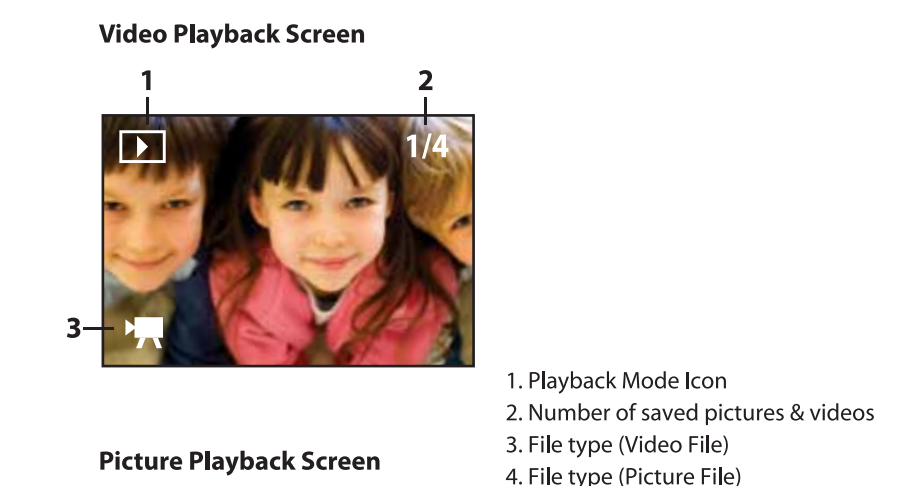 Video Playback Screen
1 2
1/4
3
1. Playback Mode Icon
2. Number of saved pictures & videos
3. File type (Video File)
Picture Playback Screen
4. File type (Picture File)